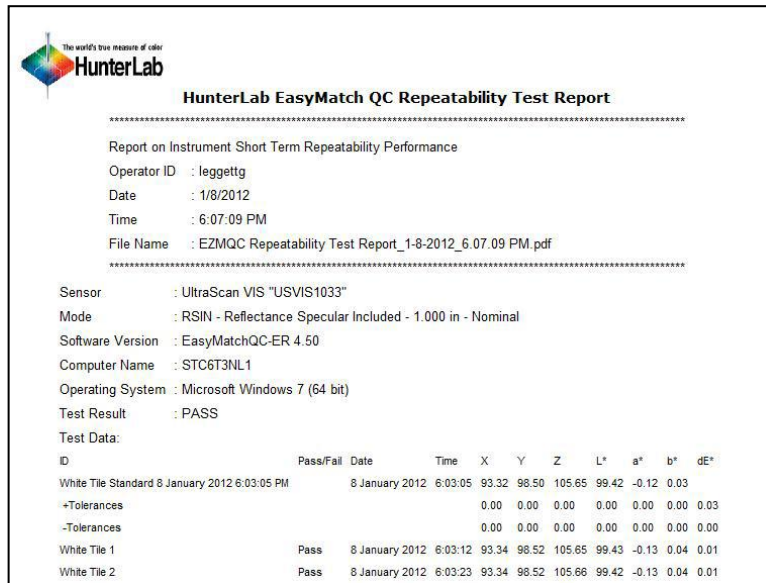 The world's true measure of color
HunterLab
HunterLab EasyMatch QC Repeatability Test Report
********************************************************************************************************************
Report on Instrument Short Term Repeatability Performance
Operator ID : leggettg
Date : 1/8/2012
Time : 6:07:09 PM
File Name : EZMQC Repeatability Test Report_1-8-2012_6.07.09 PM.pdf
********************************************************************************************************************
Sensor : UltraScan VIS "USVIS1033"
Mode : RSIN - Reflectance Specular Included - 1.000 in - Nominal
Software Version : EasyMatchQC-ER 4.50
Computer Name : STC6T3NL1
Operating System : Microsoft Windows 7 (64 bit)
Test Result : PASS
Test Data:
ID Pass/Fail Date Time X Y Z L* a* b* dE*
White Tile Standard 8 January 2012 6:03:05 PM 8 January 2012 6:03:05 93.32 98.50 105.65 99.42 -0.12 0.03
+Tolerances 0.00 0.00 0.00 0.00 0.00 0.00 0.03
-Tolerances 0.00 0.00 0.00 0.00 0.00 0.00 0.00
White Tile 1 Pass 8 January 2012 6:03:12 93.34 98.52 105.65 99.43 -0.13 0.04 0.01
White Tile 2 Pass 8 January 2012 6:03:23 93.34 98.52 105.66 99.42 -0.13 0.04 0.01